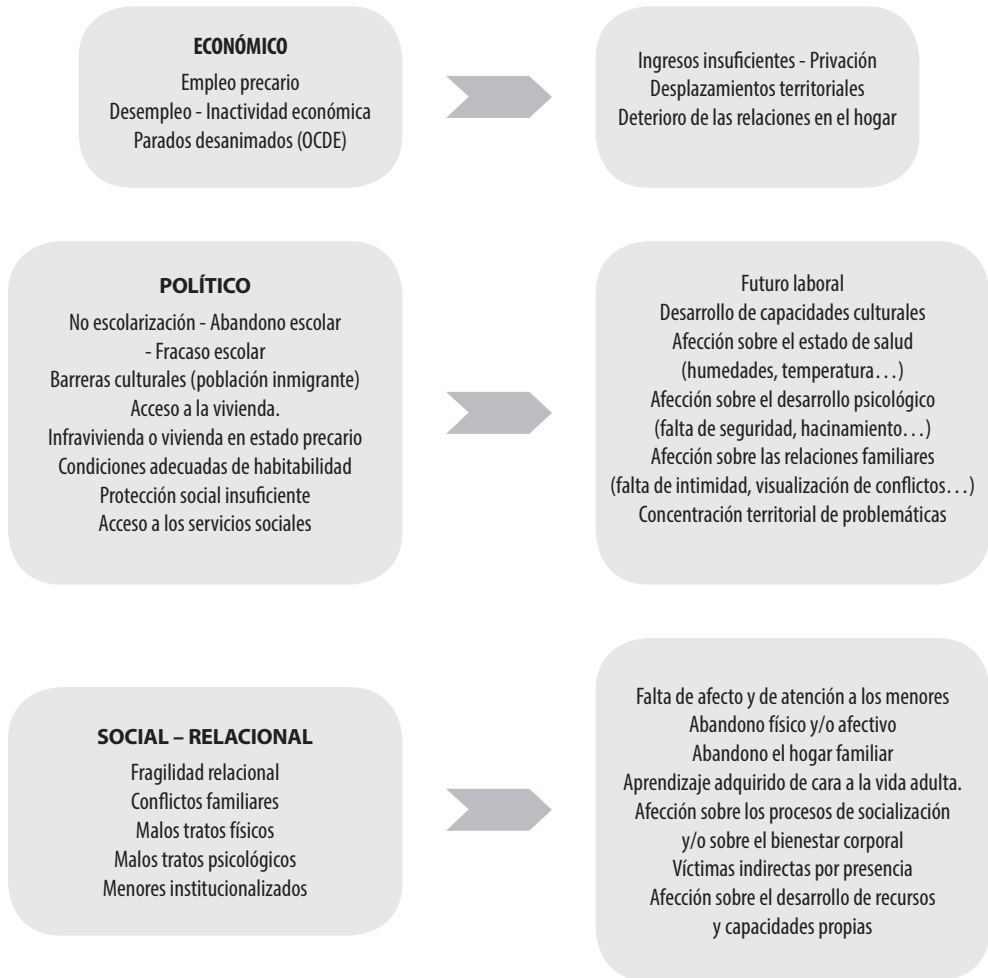 ECONÓMICO
Empleo precario
Desempleo - Inactividad económica
Parados desanimados (OCDE)
Ingresos insuficientes - Privación
Desplazamientos territoriales
Deterioro de las relaciones en el hogar
POLÍTICO
No escolarización - Abandono escolar
- Fracaso escolar
Barreras culturales (población inmigrante)
Acceso a la vivienda.
Infravivienda o vivienda en estado precario
Condiciones adecuadas de habitabilidad
Protección social insuficiente
Acceso a los servicios sociales
Futuro laboral
Desarrollo de capacidades culturales
Afección sobre el estado de salud
(humedades, temperatura…)
Afección sobre el desarrollo psicológico
(falta de seguridad, hacinamiento…)
Afección sobre las relaciones familiares
(falta de intimidad, visualización de conflictos…)
Concentración territorial de problemáticas
SOCIAL – RELACIONAL
Fragilidad relacional
Conflictos familiares
Malos tratos físicos
Malos tratos psicológicos
Menores institucionalizados
Falta de afecto y de atención a los menores
Abandono físico y/o afectivo
Abandono el hogar familiar
Aprendizaje adquirido de cara a la vida adulta.
Afección sobre los procesos de socialización
y/o sobre el bienestar corporal
Víctimas indirectas por presencia
Afección sobre el desarrollo de recursos
y capacidades propias